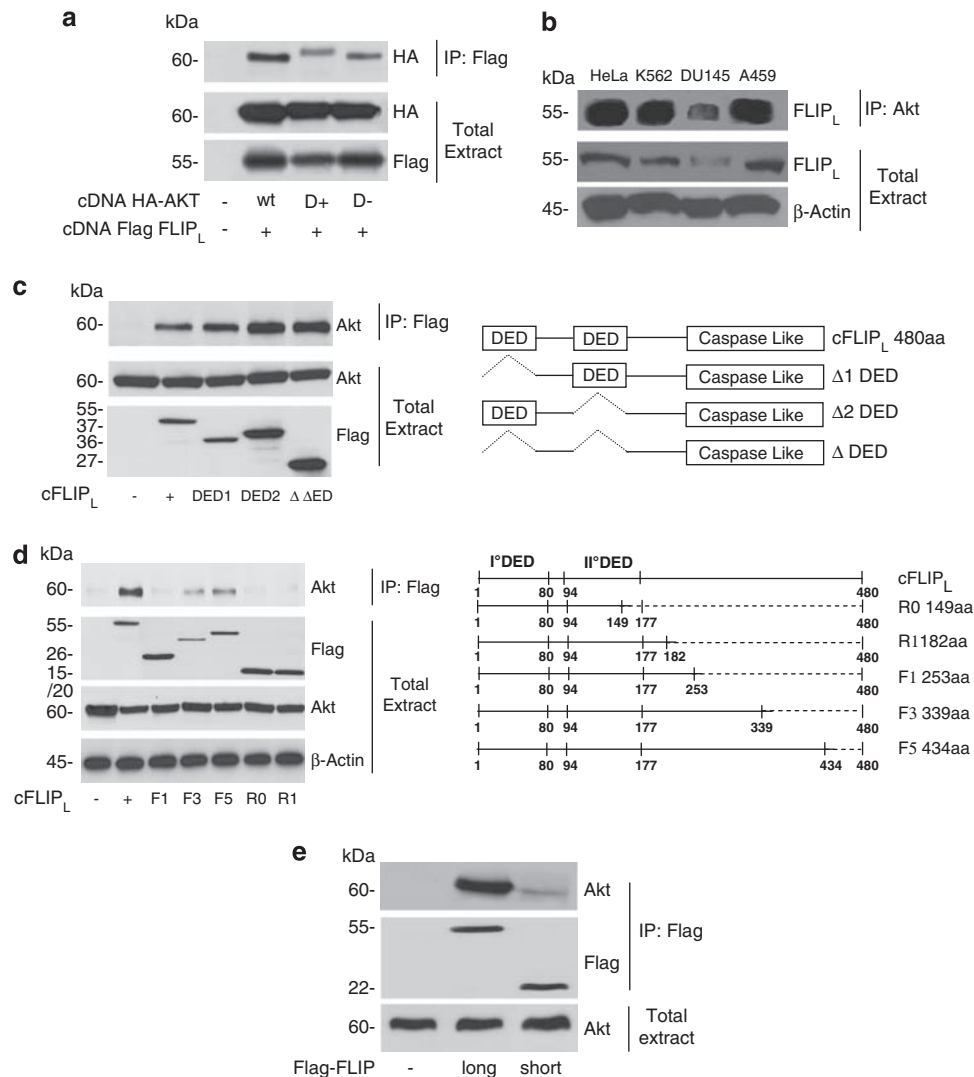 a
kDa
60- HA IP: Flag
60- HA
55- Flag
Total Extract
cDNA HA-AKT - wt D+ D-
cDNA Flag FLIPL - + + +
b
kDa HeLa K562 DU145 A459
55- FLIPL IP: Akt
55- FLIPL
45- β-Actin
Total Extract
c
kDa
60- Akt IP: Flag
60- Akt
55-
37-
36-
27-
Flag
Total Extract
cFLIPL - + DED1 DED2 Δ ΔED
DED DED Caspase Like cFLIPL 480aa
DED Caspase Like Δ1 DED
DED Caspase Like Δ2 DED
Caspase Like Δ DED
d
kDa
60- Akt IP: Flag
55-
26-
15-
/20
Flag
60- Akt
45- β-Actin
Total Extract
cFLIPL - + F1 F3 F5 R0 R1
I°DED II°DED
cFLIPL
1 80 94 480
R0 149aa
1 80 94 149 177 480
R1182aa
1 80 94 177 182 480
F1 253aa
1 80 94 177 253 480
F3 339aa
1 80 94 177 339 480
F5 434aa
1 80 94 177 434 480
e
kDa
60- Akt
55-
Flag
22-
IP: Flag
60- Akt
Total extract
Flag-FLIP - long short